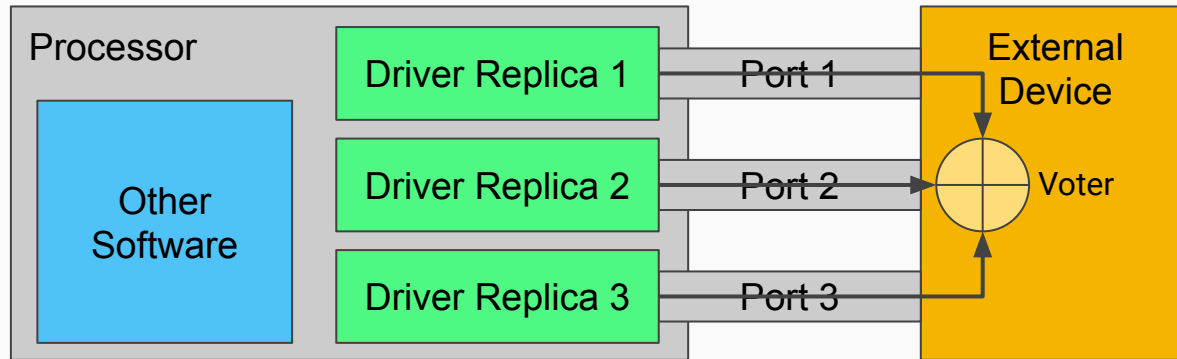 Processor
Other
Software
Driver Replica 1
Driver Replica 2
Driver Replica 3
Port 1
Port 2
Port 3
External
Device
Voter